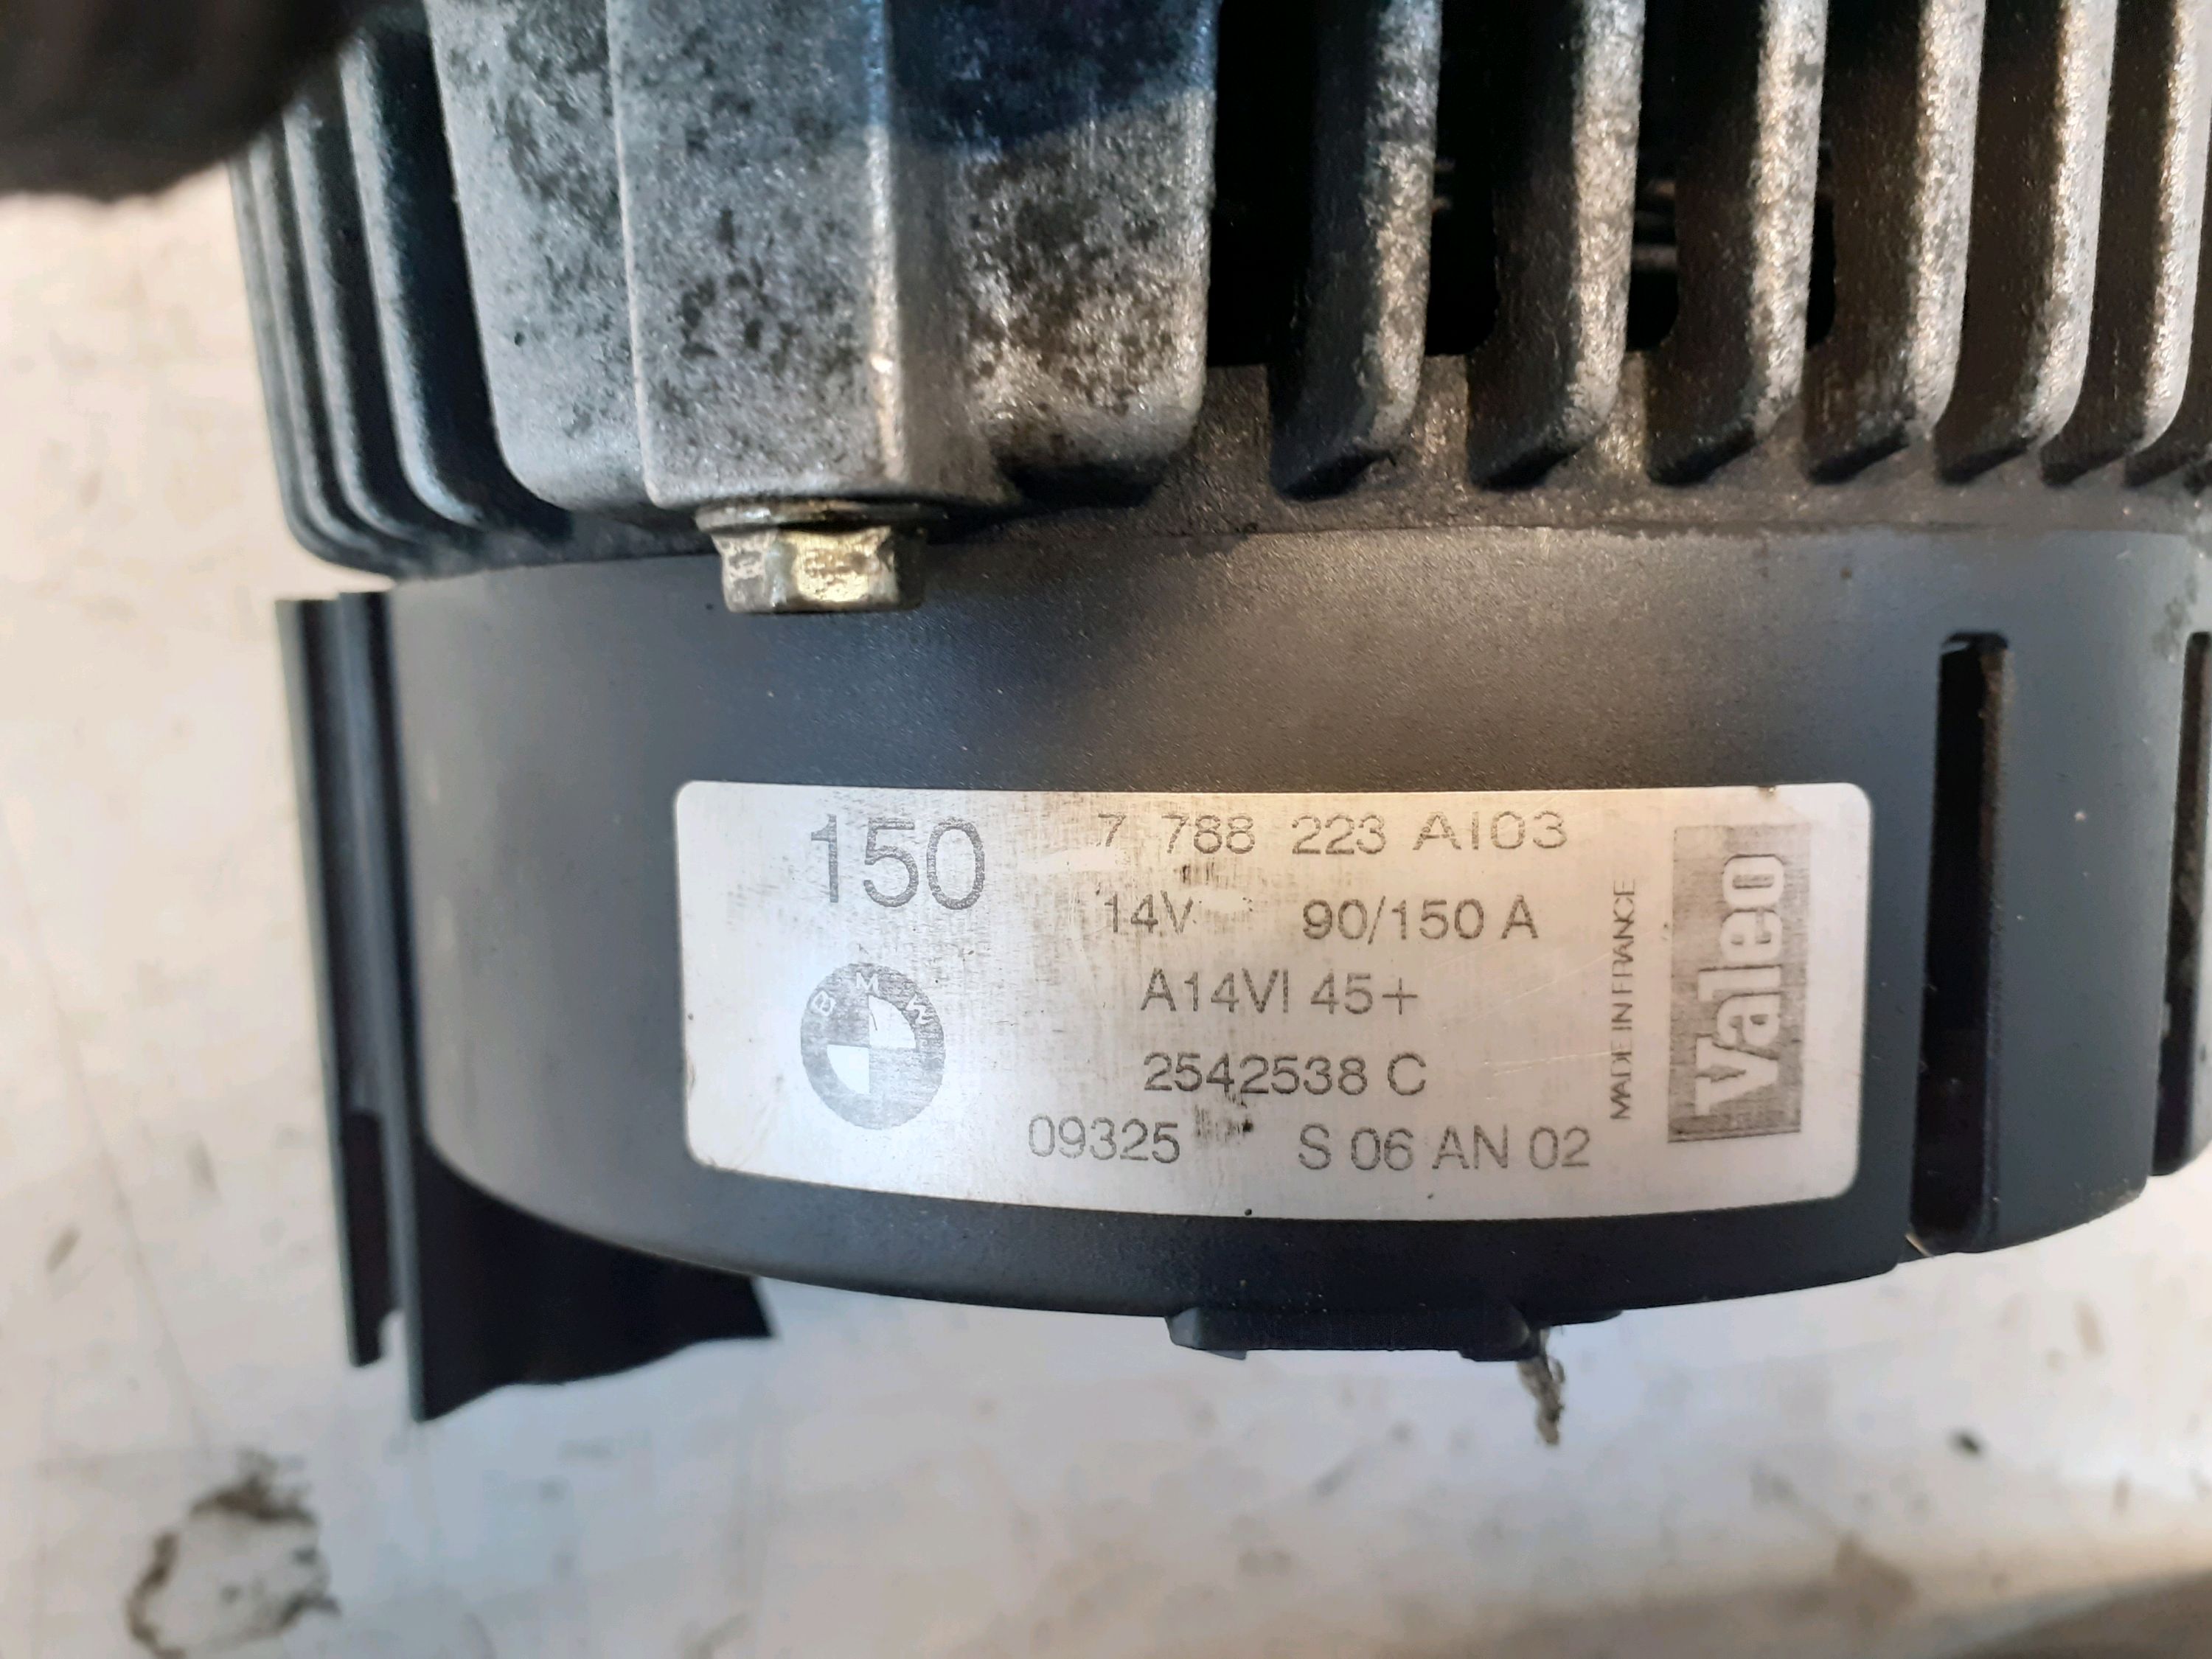 150
7 788 223 AI03
14V 90/150 A
A14VI 45+
2542538 C
09325 S 06 AN 02
BMW
MADE IN FRANCE
Valeo